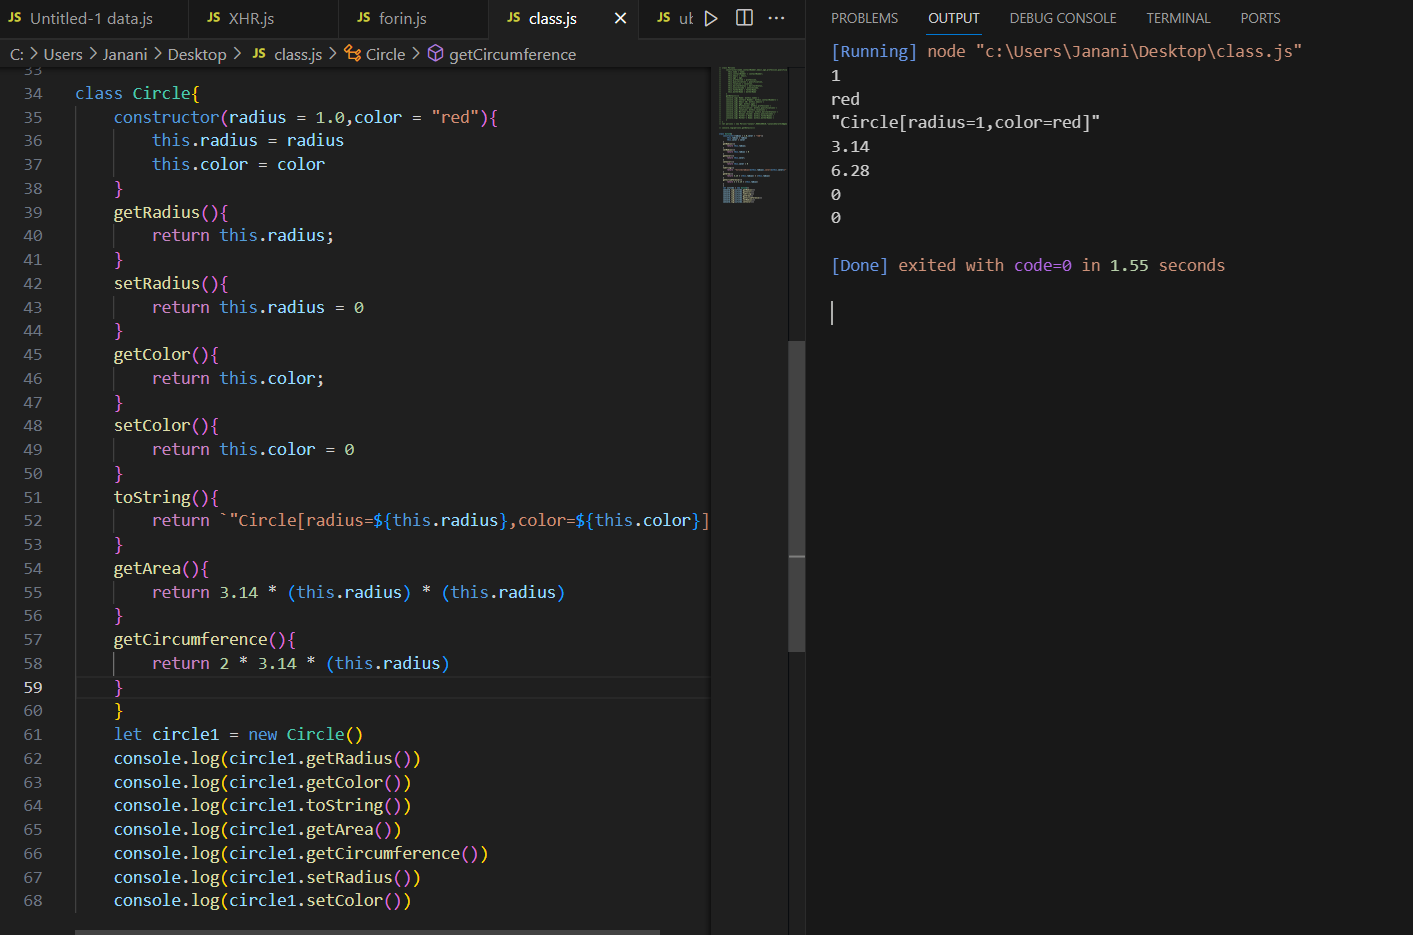 JS Untitled-1 data.js JS XHR.js JS forin.js JS class.js JS
C: > Users > Janani > Desktop > JS class.js > Circle > getCircumference
33
34 class Circle{
35 constructor(radius = 1.0,color = "red"){
36 this.radius = radius
37 this.color = color
38 }
39 getRadius(){
40 return this.radius;
41 }
42 setRadius(){
43 return this.radius = 0
44 }
45 getColor(){
46 return this.color;
47 }
48 setColor(){
49 return this.color = 0
50 }
51 toString(){
52 return `"Circle[radius=${this.radius},color=${this.color}]
53 }
54 getArea(){
55 return 3.14 * (this.radius) * (this.radius)
56 }
57 getCircumference(){
58 return 2 * 3.14 * (this.radius)
59 }
60 }
61 let circle1 = new Circle()
62 console.log(circle1.getRadius())
63 console.log(circle1.getColor())
64 console.log(circle1.toString())
65 console.log(circle1.getArea())
66 console.log(circle1.getCircumference())
67 console.log(circle1.setRadius())
68 console.log(circle1.setColor())
PROBLEMS OUTPUT DEBUG CONSOLE TERMINAL PORTS
[Running] node "c:\Users\Janani\Desktop\class.js"
1
red
"Circle[radius=1,color=red]"
3.14
6.28
0
0
[Done] exited with code=0 in 1.55 seconds